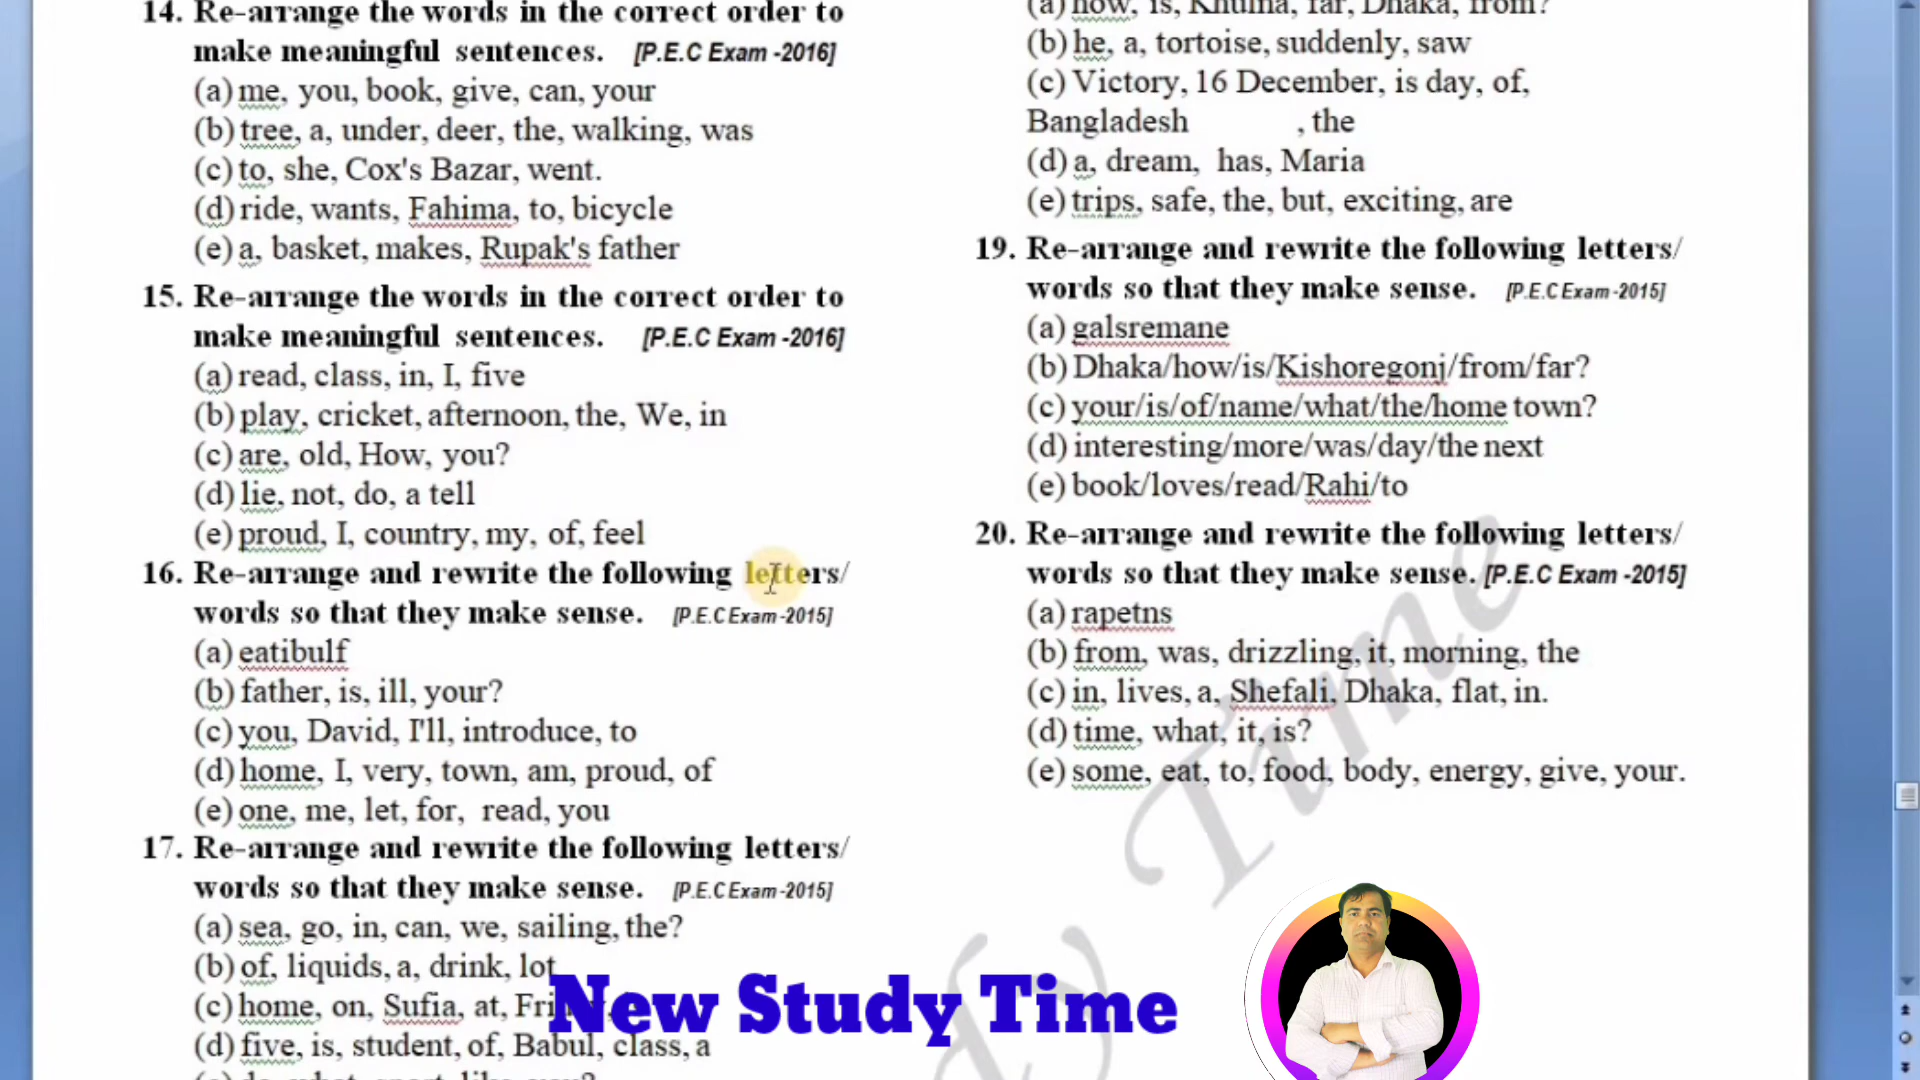 14. Re-arrange the words in the correct order to
make meaningful sentences. [P.E.C Exam -2016]
(a) me, you, book, give, can, your
(b) tree, a, under, deer, the, walking, was
(c) to, she, Cox's Bazar, went.
(d) ride, wants, Fahima, to, bicycle
(e) a, basket, makes, Rupak's father
15. Re-arrange the words in the correct order to
make meaningful sentences. [P.E.C Exam -2016]
(a) read, class, in, I, five
(b) play, cricket, afternoon, the, We, in
(c) are, old, How, you?
(d) lie, not, do, a tell
(e) proud, I, country, my, of, feel
16. Re-arrange and rewrite the following letters/
words so that they make sense. [P.E.C Exam -2015]
(a) eatibulf
(b) father, is, ill, your?
(c) you, David, I'll, introduce, to
(d) home, I, very, town, am, proud, of
(e) one, me, let, for, read, you
17. Re-arrange and rewrite the following letters/
words so that they make sense. [P.E.C Exam -2015]
(a) sea, go, in, can, we, sailing, the?
(b) of, liquids, a, drink, lot
(c) home, on, Sufia, at,
(d) five, is, student, of, Babul, class, a
(a) how, is, Khulna, far, Dhaka, from?
(b) he, a, tortoise, suddenly, saw
(c) Victory, 16 December, is day, of,
Bangladesh , the
(d) a, dream, has, Maria
(e) trips, safe, the, but, exciting, are
19. Re-arrange and rewrite the following letters/
words so that they make sense. [P.E.C Exam -2015]
(a) galsremane
(b) Dhaka/how/is/Kishoregonj/from/far?
(c) your/is/of/name/what/the/home town?
(d) interesting/more/was/day/the next
(e) book/loves/read/Rahi/to
20. Re-arrange and rewrite the following letters/
words so that they make sense. [P.E.C Exam -2015]
(a) rapetns
(b) from, was, drizzling, it, morning, the
(c) in, lives, a, Shefali, Dhaka, flat, in.
(d) time, what, it, is?
(e) some, eat, to, food, body, energy, give, your.
Time
New Study Time